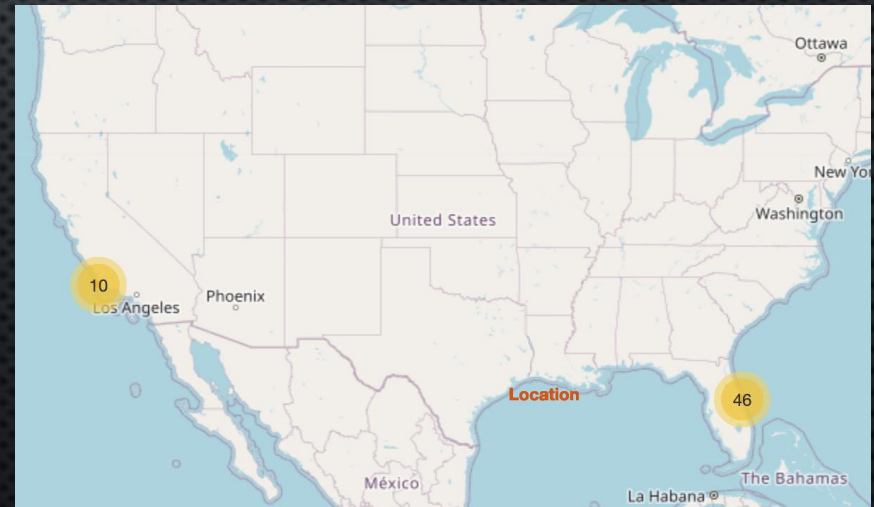 Ottawa
New Yor
Washington
United States
10
Los Angeles
Phoenix
Location
46
México
The Bahamas
La Habana